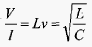 V/I = Lv = √(L/C)